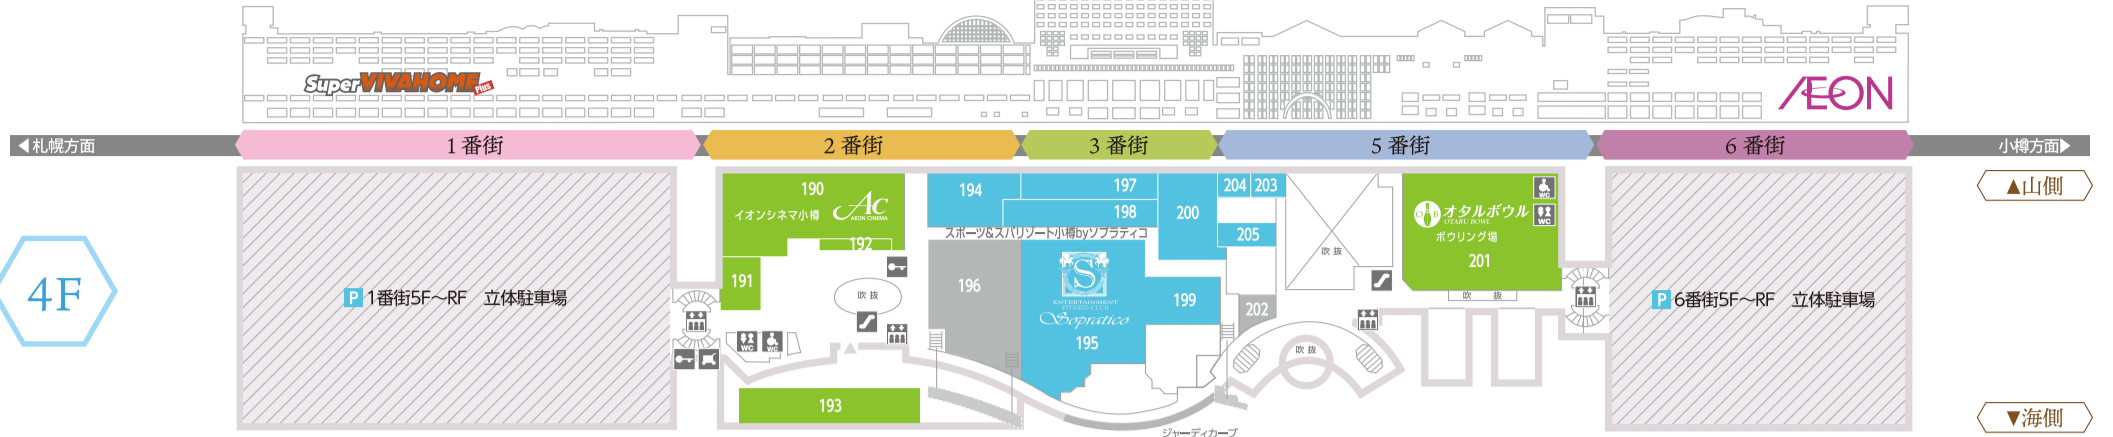 Super VIVAHOME Plus
ÆON
◀札幌方面
1番街
2番街
3番街
5番街
6番街
小樽方面▶
▲山側
4F
P 1番街5F～RF 立体駐車場
190
イオンシネマ小樽
AC
AEON CINEMA
192
191
吹抜
WC
WC
193
194
197
198
200
204
203
205
スポーツ&スパリゾート小樽byソプラティコ
196
S
ENTERTAINMENT
FITNESS CLUB
Sopratico
195
199
202
吹抜
吹抜
ジャーディカーブ
OB
オタルボウル
OTARU BOWL
ボウリング場
201
WC
WC
吹抜
P 6番街5F～RF 立体駐車場
▼海側